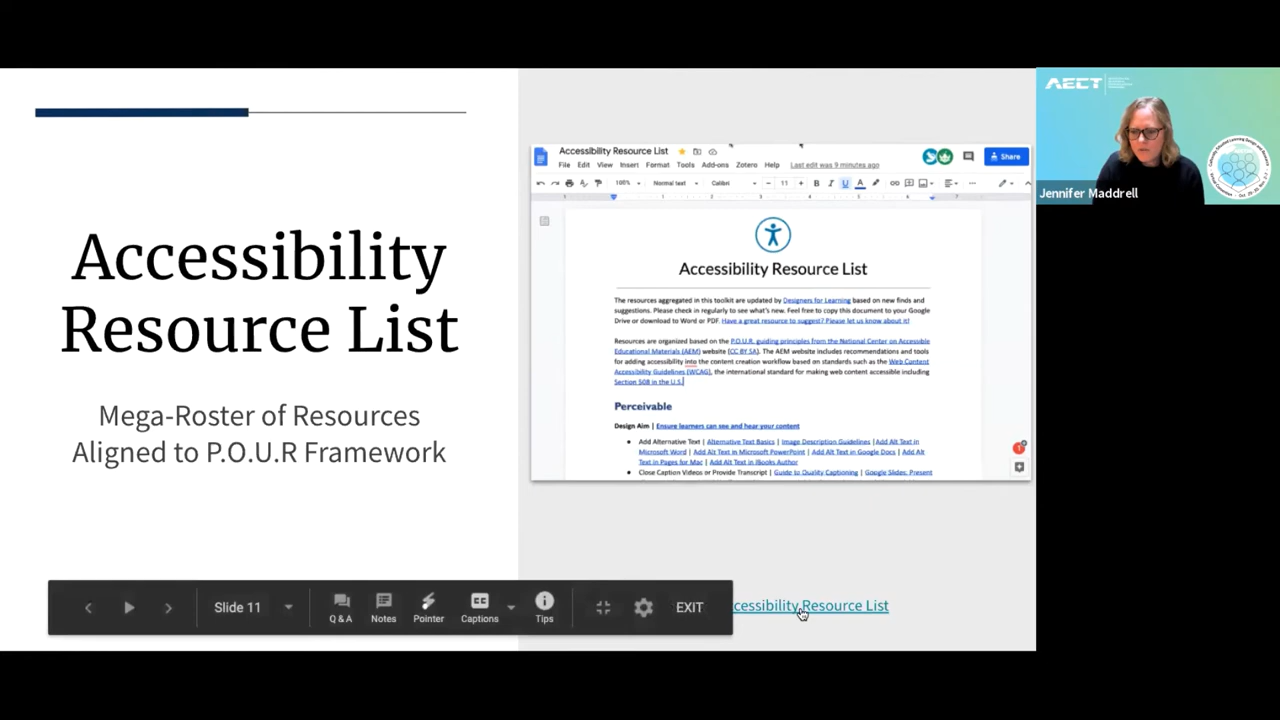 Accessibility
Resource List
Mega-Roster of Resources
Aligned to P.O.U.R Framework
Accessibility Resource List
File Edit View Insert Format Tools Add-ons Zotero Help Last edit was 9 minutes ago
Share
100% Normal text Calibri 11 B I U A
Accessibility Resource List
The resources aggregated in this toolkit are updated by Designers for Learning based on new finds and
suggestions. Please check in regularly to see what's new. Feel free to copy this document to your Google
Drive or download to Word or PDF. Have a great resource to suggest? Please let us know about it!
Resources are organized based on the P.O.U.R. guiding principles from the National Center on Accessible
Educational Materials (AEM) website (CC BY SA). The AEM website includes recommendations and tools
for adding accessibility into the content creation workflow based on standards such as the Web Content
Accessibility Guidelines (WCAG), the international standard for making web content accessible including
Section 508 in the U.S.
Perceivable
Design Aim | Ensure learners can see and hear your content
Add Alternative Text | Alternative Text Basics | Image Description Guidelines |Add Alt Text in
Microsoft Word | Add Alt Text in Microsoft PowerPoint | Add Alt Text in Google Docs | Add Alt
Text in Pages for Mac | Add Alt Text in iBooks Author
Close Caption Videos or Provide Transcript | Guide to Quality Captioning | Google Slides: Present
Slide 11
Q & A Notes Pointer Captions Tips EXIT
ccessibility Resource List
AECT
Jennifer Maddrell